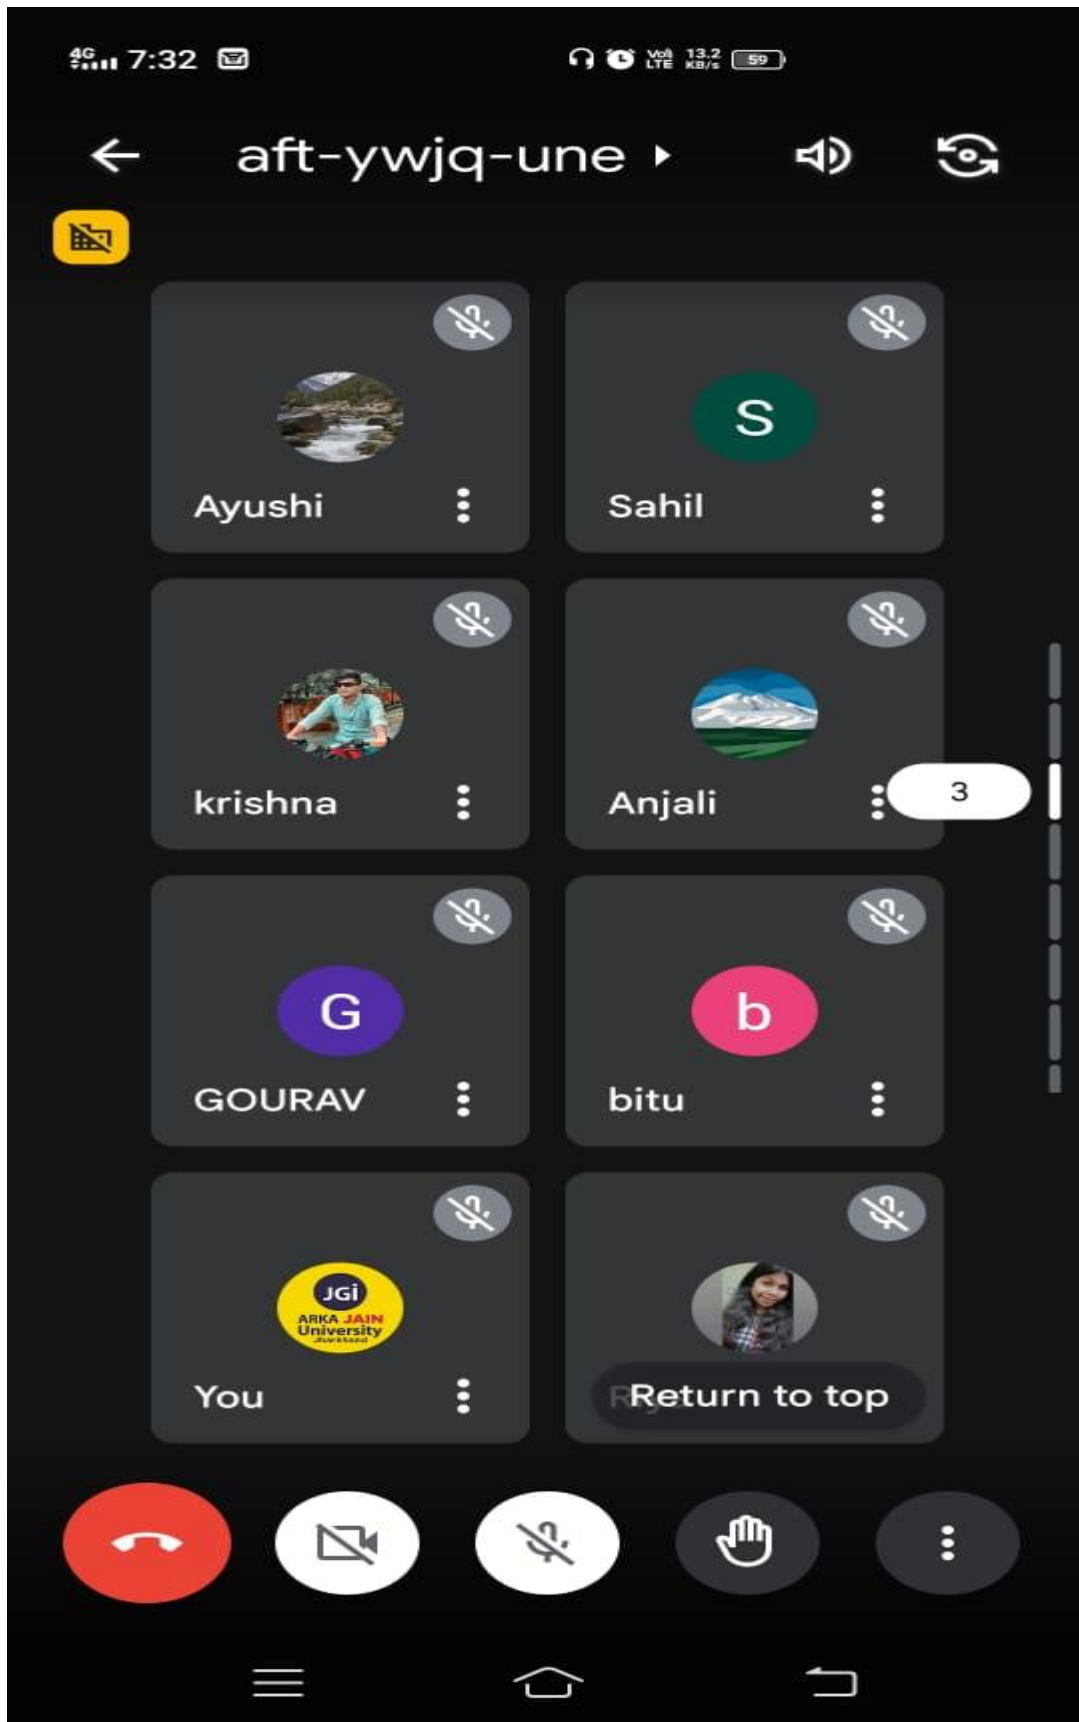 4G 7:32 Vo) LTE 13.2 KB/s 59
aft-ywjq-une
S
Ayushi
Sahil
krishna
Anjali
3
G
b
GOURAV
bitu
JGi
ARKA JAIN
University
Jharkhand
You
Return to top